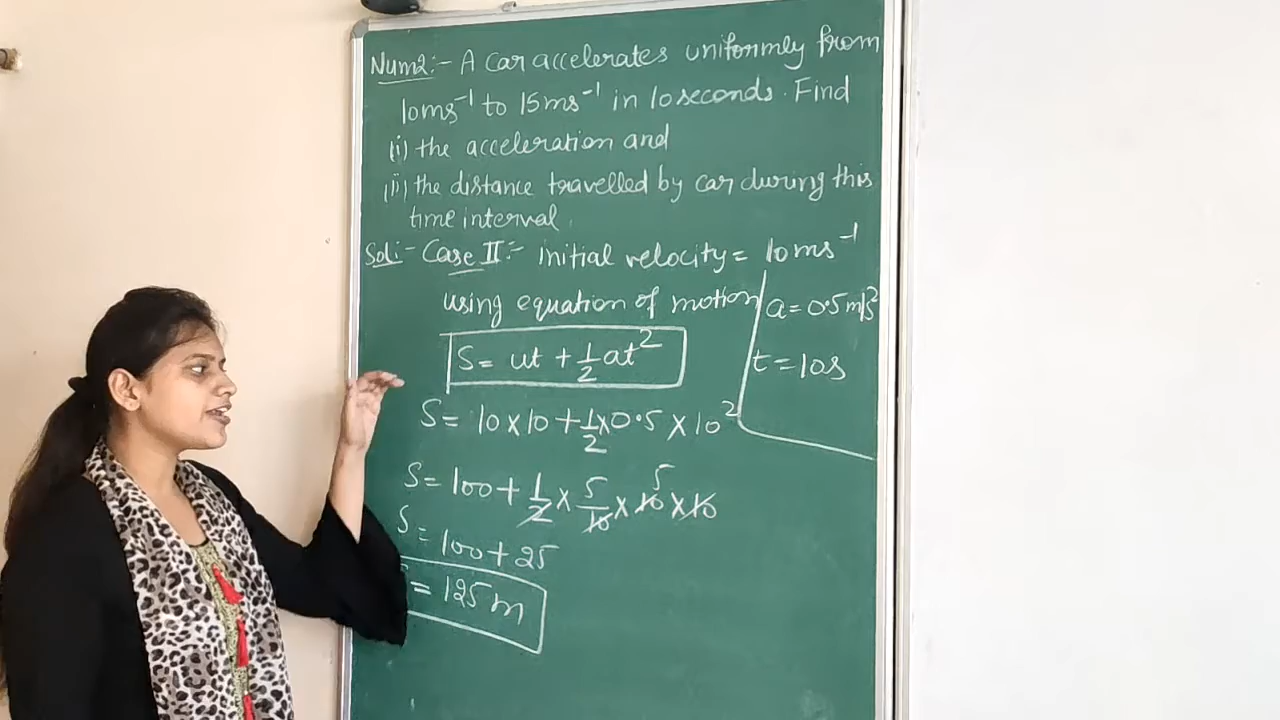 Num2:- A car accelerates uniformly from
10ms⁻¹ to 15ms⁻¹ in 10 seconds. Find
(i) the acceleration and
(ii) the distance travelled by car during this
time interval.
Sol:- Case II:- initial velocity = 10ms⁻¹
using equation of motion
a = 0.5 m/s²
t = 10s
S = ut + 1/2 at²
S = 10 × 10 + 1/2 × 0.5 × 10²
S = 100 + 1/2 × 5/10 × 10 5 × 10
S = 100 + 25
= 125 m